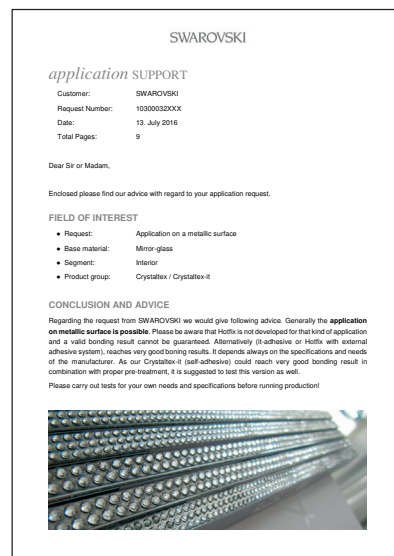 SWAROVSKI
application SUPPORT
Customer: SWAROVSKI
Request Number: 10300032XXX
Date: 13. July 2016
Total Pages: 9
Dear Sir or Madam,
Enclosed please find our advice with regard to your application request.
FIELD OF INTEREST
● Request: Application on a metallic surface
● Base material: Mirror-glass
● Segment: Interior
● Product group: Crystaltex / Crystaltex-it
CONCLUSION AND ADVICE
Regarding the request from SWAROVSKI we would give following advice. Generally the application
on metallic surface is possible. Please be aware that Hotfix is not developed for that kind of application
and a valid bonding result cannot be guaranteed. Alternatively (it-adhesive or Hotfix with external
adhesive system), reaches very good boning results. It depends always on the specifications and needs
of the manufacturer. As our Crystaltex-it (self-adhesive) could reach very good bonding result in
combination with proper pre-treatment, it is suggested to test this version as well.
Please carry out tests for your own needs and specifications before running production!